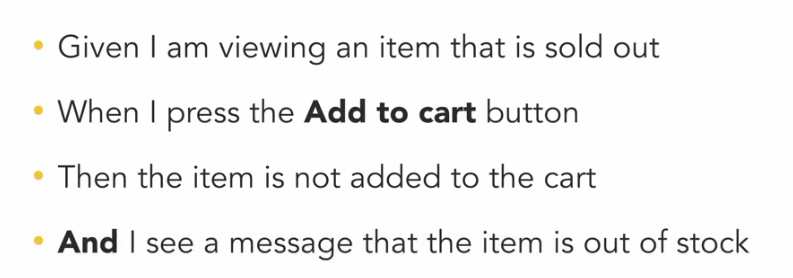 • Given I am viewing an item that is sold out
• When I press the Add to cart button
• Then the item is not added to the cart
• And I see a message that the item is out of stock